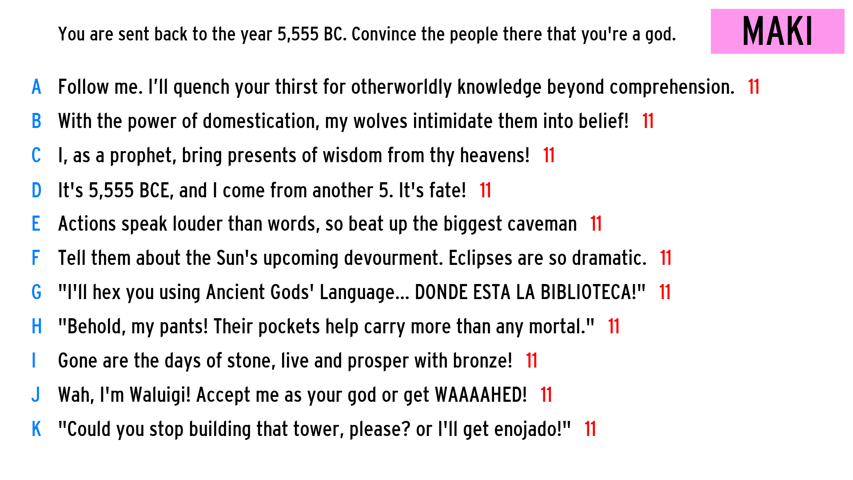 You are sent back to the year 5,555 BC. Convince the people there that you're a god.
MAKI
A Follow me. I'll quench your thirst for otherworldly knowledge beyond comprehension. 11
B With the power of domestication, my wolves intimidate them into belief! 11
C I, as a prophet, bring presents of wisdom from thy heavens! 11
D It's 5,555 BCE, and I come from another 5. It's fate! 11
E Actions speak louder than words, so beat up the biggest caveman 11
F Tell them about the Sun's upcoming devourment. Eclipses are so dramatic. 11
G "I'll hex you using Ancient Gods' Language... DONDE ESTA LA BIBLIOTECA!" 11
H "Behold, my pants! Their pockets help carry more than any mortal." 11
I Gone are the days of stone, live and prosper with bronze! 11
J Wah, I'm Waluigi! Accept me as your god or get WAAAAHED! 11
K "Could you stop building that tower, please? or I'll get enojado!" 11